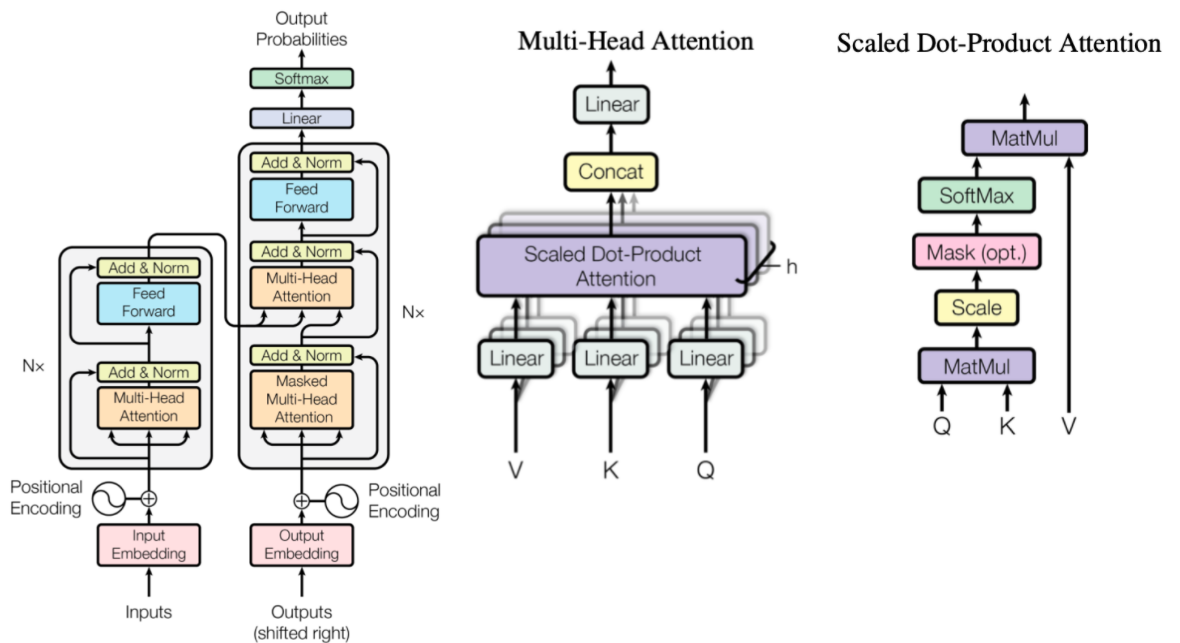 Output
Probabilities
Softmax
Linear
Add & Norm
Feed
Forward
Add & Norm
Multi-Head
Attention
Add & Norm
Masked
Multi-Head
Attention
Nx
Positional
Encoding
Output
Embedding
Outputs
(shifted right)
Add & Norm
Feed
Forward
Add & Norm
Multi-Head
Attention
Nx
Positional
Encoding
Input
Embedding
Inputs
Multi-Head Attention
Linear
Concat
Scaled Dot-Product
Attention
h
Linear
Linear
Linear
V
K
Q
Scaled Dot-Product Attention
MatMul
SoftMax
Mask (opt.)
Scale
MatMul
Q
K
V